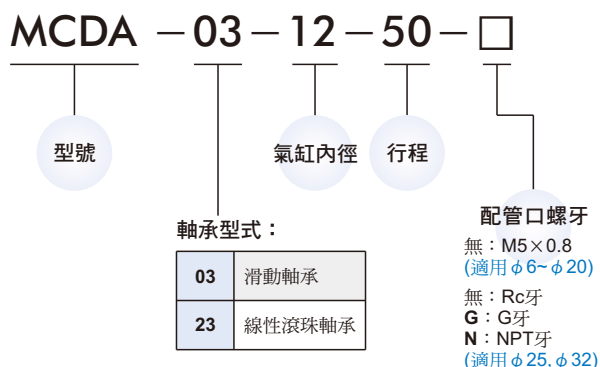 MCDA – 03 – 12 – 50 – □
型號
氣缸內徑
行程
軸承型式：
03 滑動軸承
23 線性滾珠軸承
配管口螺牙
無：M5×0.8
(適用ϕ6~ϕ20)
無：Rc牙
G：G牙
N：NPT牙
(適用ϕ25,ϕ32)